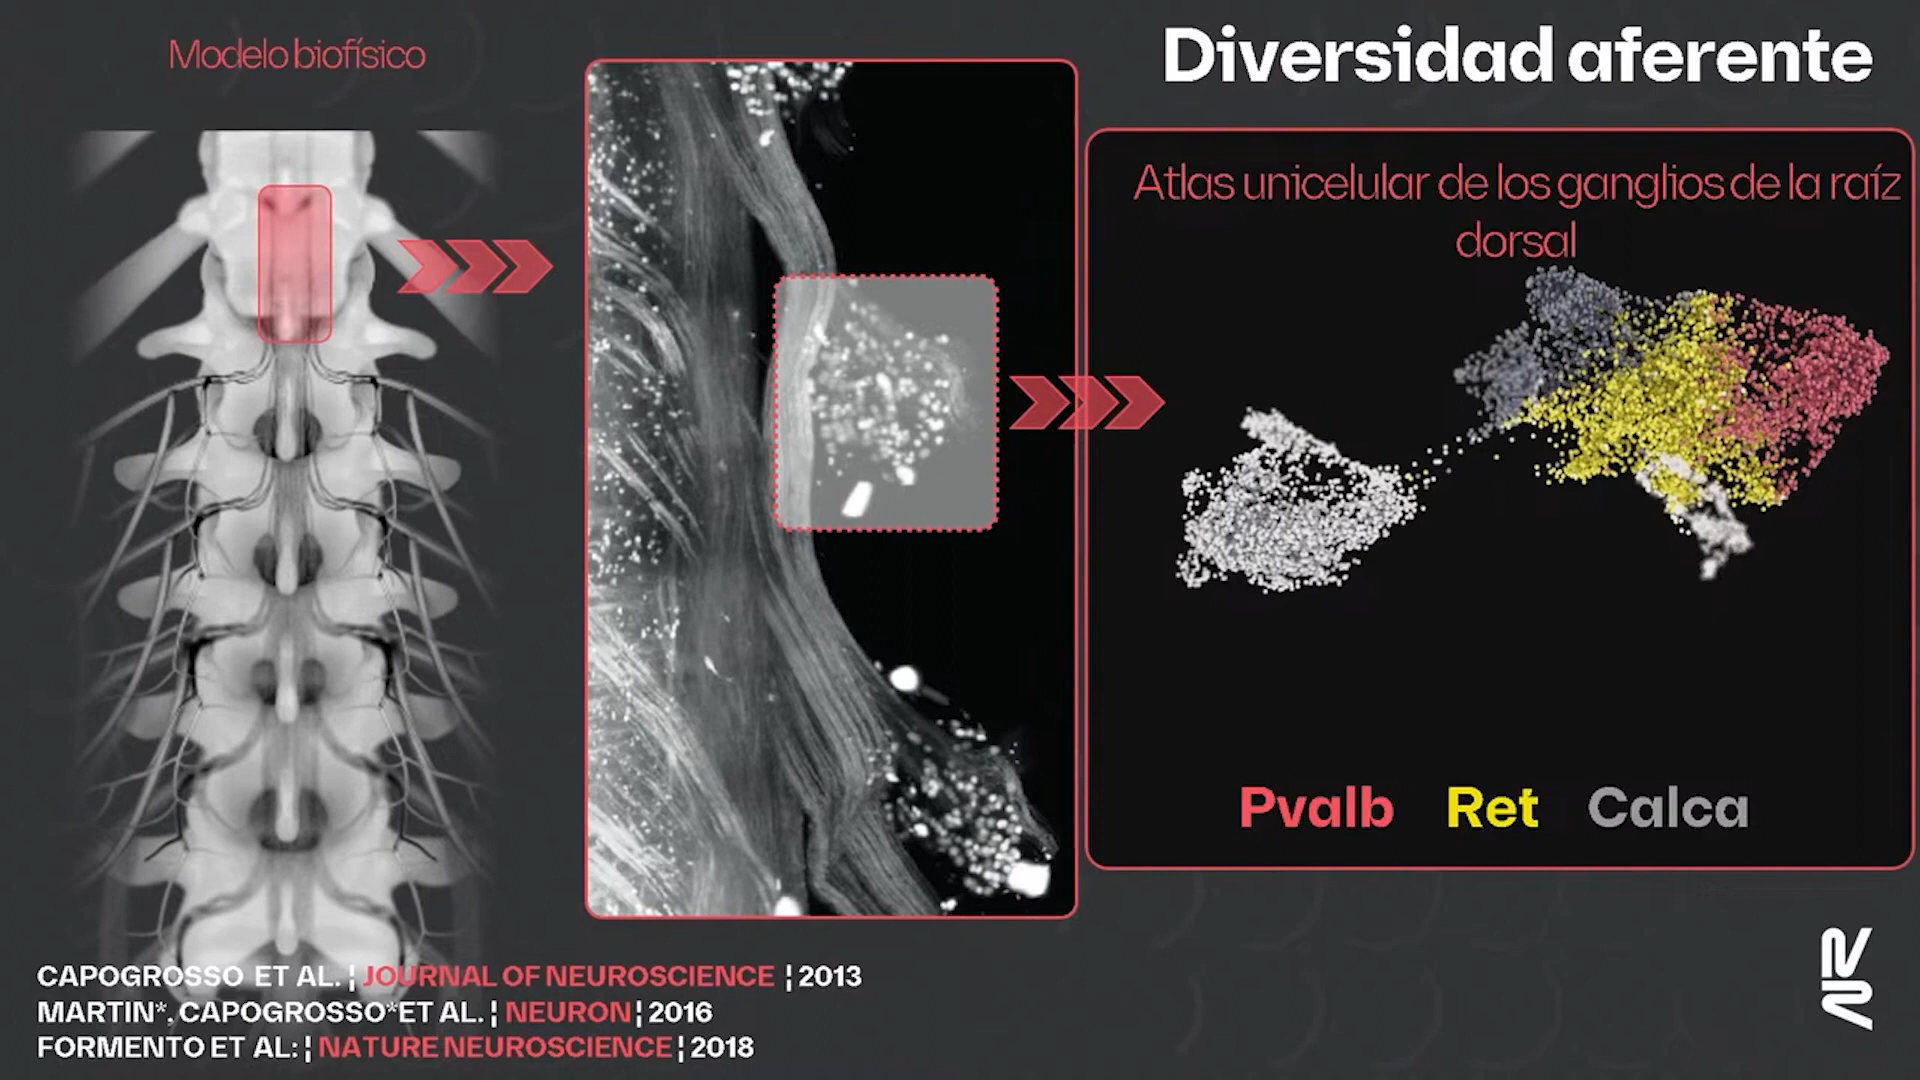 Modelo biofísico
Diversidad aferente
Atlas unicelular de los ganglios de la raíz
dorsal
Pvalb Ret Calca
CAPOGROSSO ET AL. ¦ JOURNAL OF NEUROSCIENCE ¦ 2013
MARTIN*, CAPOGROSSO*ET AL. ¦ NEURON ¦ 2016
FORMENTO ET AL: ¦ NATURE NEUROSCIENCE ¦ 2018